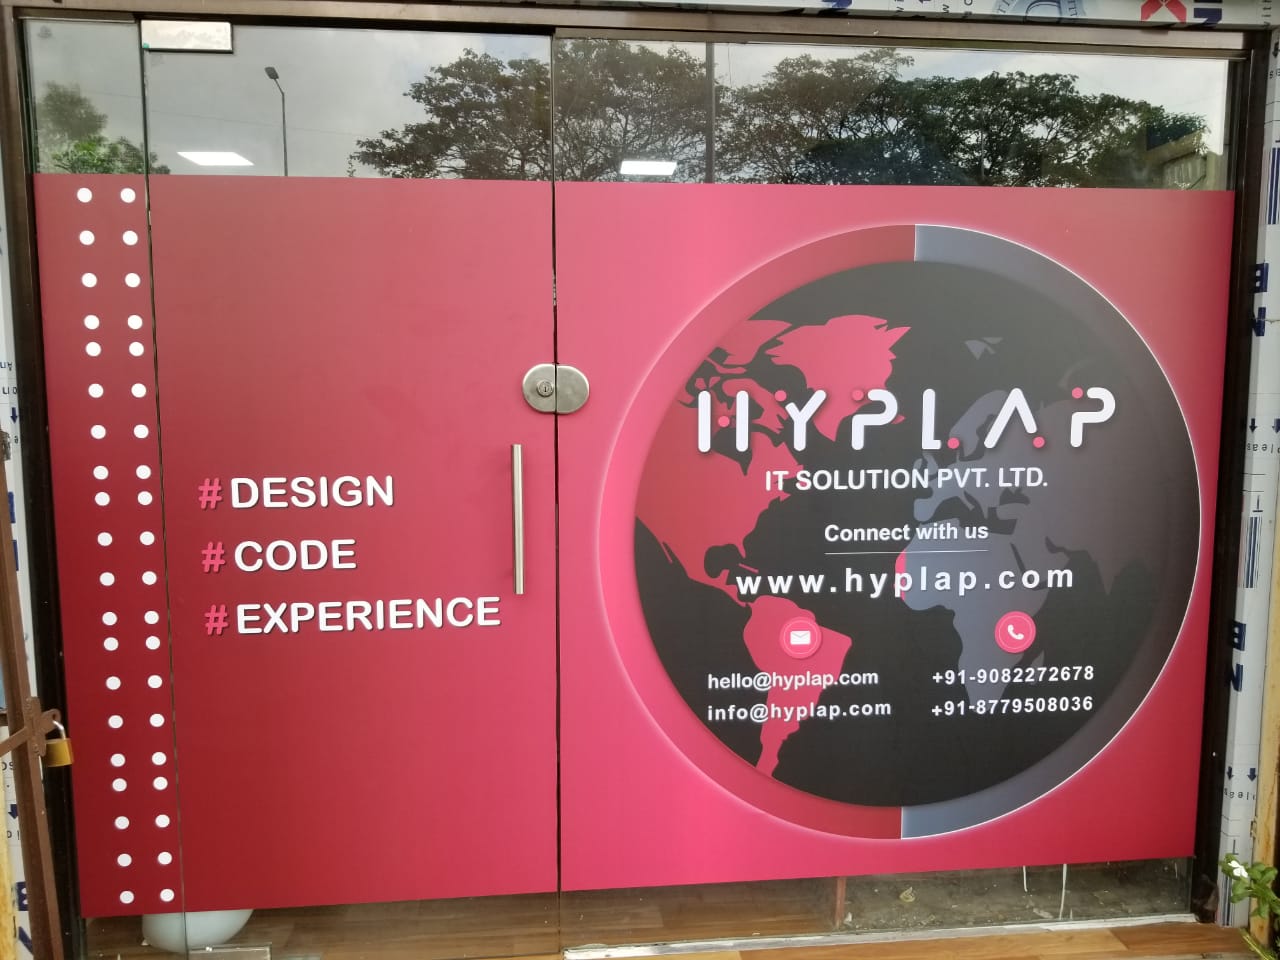 #DESIGN
#CODE
#EXPERIENCE
HYPLAP
IT SOLUTION PVT. LTD.
Connect with us
www.hyplap.com
hello@hyplap.com
+91-9082272678
info@hyplap.com
+91-8779508036